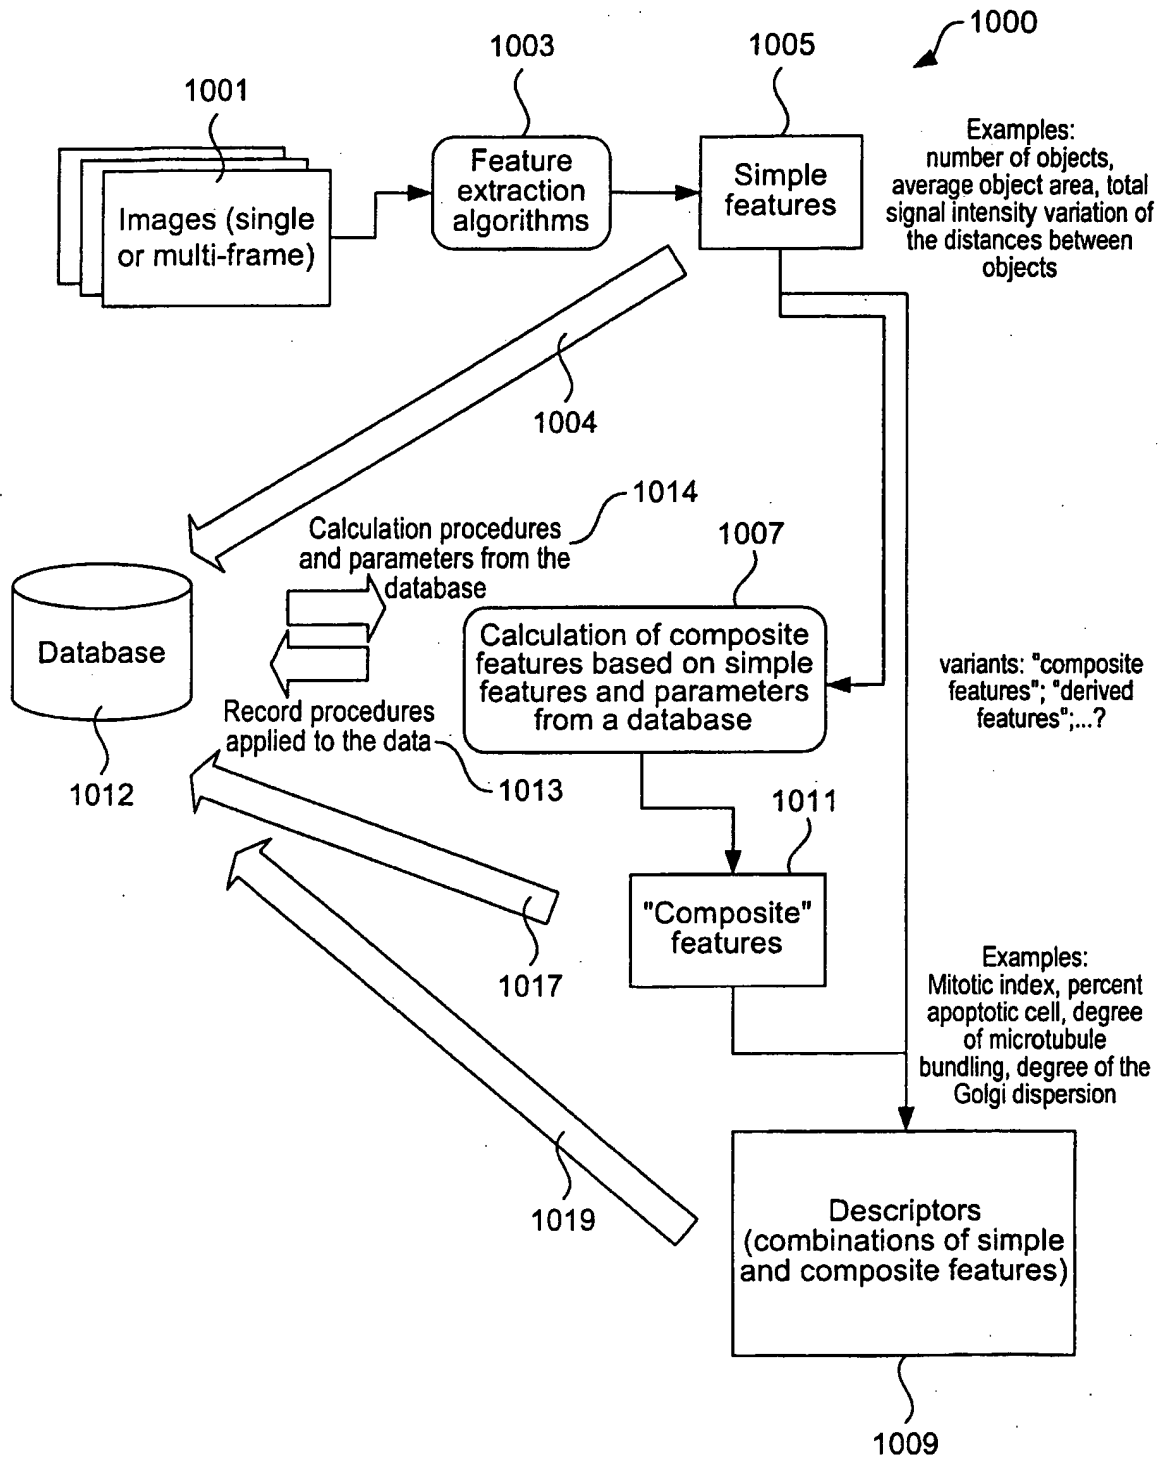 1000
1003
1005
1001
Examples:
number of objects,
average object area, total
signal intensity variation of
the distances between
objects
Feature
extraction
algorithms
Simple
features
Images (single
or multi-frame)
1004
1014
Calculation procedures
and parameters from the
database
1007
Database
Calculation of composite
features based on simple
features and parameters
from a database
variants: "composite
features"; "derived
features";...?
Record procedures
applied to the data
1013
1012
1011
"Composite"
features
1017
Examples:
Mitotic index, percent
apoptotic cell, degree
of microtubule
bundling, degree of the
Golgi dispersion
1019
Descriptors
(combinations of simple
and composite features)
1009